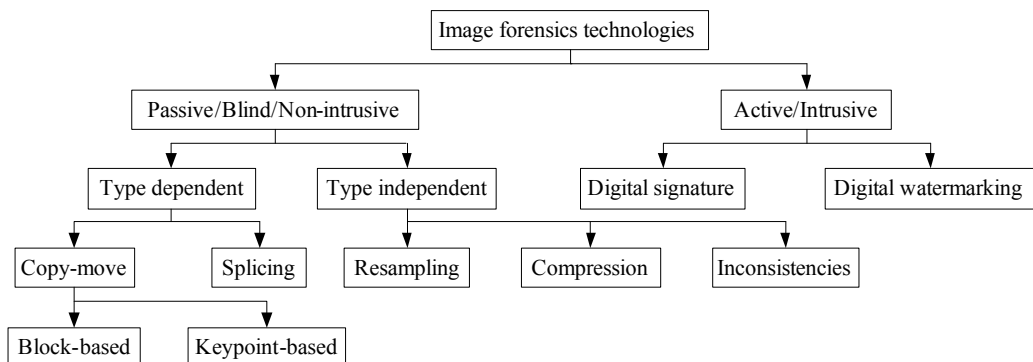 Image forensics technologies
Passive/Blind/Non-intrusive
Active/Intrusive
Type dependent
Type independent
Digital signature
Digital watermarking
Copy-move
Splicing
Resampling
Compression
Inconsistencies
Block-based
Keypoint-based